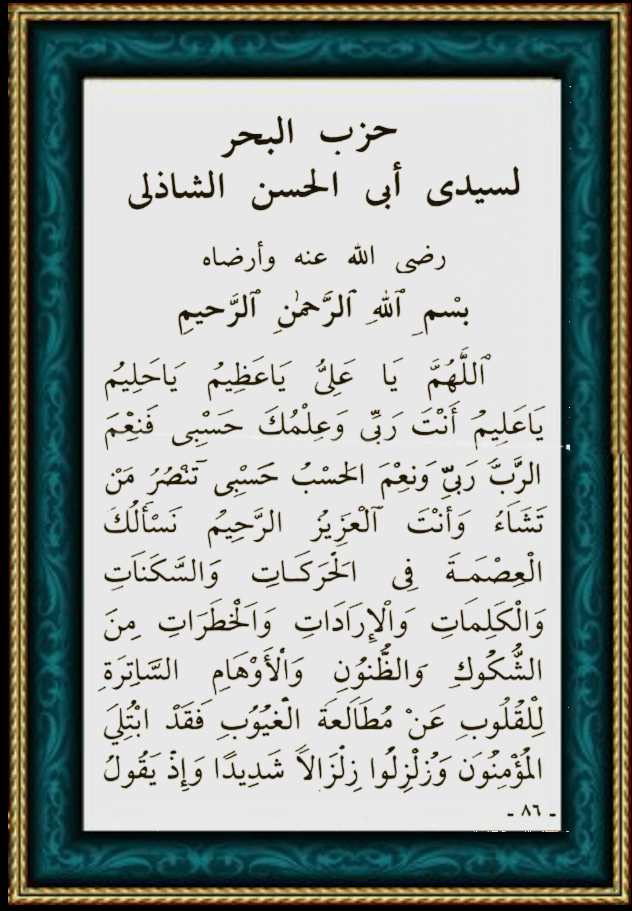 حزب البحر
لسيدى أبى الحسن الشاذلى
رضى الله عنه وأرضاه
بِسْمِ ٱللَّهِ ٱلرَّحْمَٰنِ ٱلرَّحِيمِ
ٱللَّهُمَّ يَا عَلِىُّ يَاعَظِيمُ يَاحَلِيمُ
يَاعَلِيمُ أَنْتَ رَبِّى وَعِلْمُكَ حَسْبِى فَنِعْمَ
الرَّبُّ رَبِّى وَنِعْمَ الحَسْبُ حَسْبِى تَنْصُرُ مَنْ
تَشَاءُ وَأَنْتَ ٱلْعَزِيزُ الرَّحِيمُ نَسْأَلُكَ
الْعِصْمَةَ فِى الْحَرَكَاتِ وَالسَّكَنَاتِ
وَالْكَلِمَاتِ وَالْإِرَادَاتِ وَالْخَطَرَاتِ مِنَ
الشُّكُوكِ وَالظُّنُونِ وَالْأَوْهَامِ السَّاتِرَةِ
لِلْقُلُوبِ عَنْ مُطَالَعَةِ الْغُيُوبِ فَقَدْ ابْتُلِيَ
المُؤْمِنُونَ وَزُلْزِلُوا زِلْزَالاً شَدِيدًا وَإِذْ يَقُولُ
- ٨٦ -